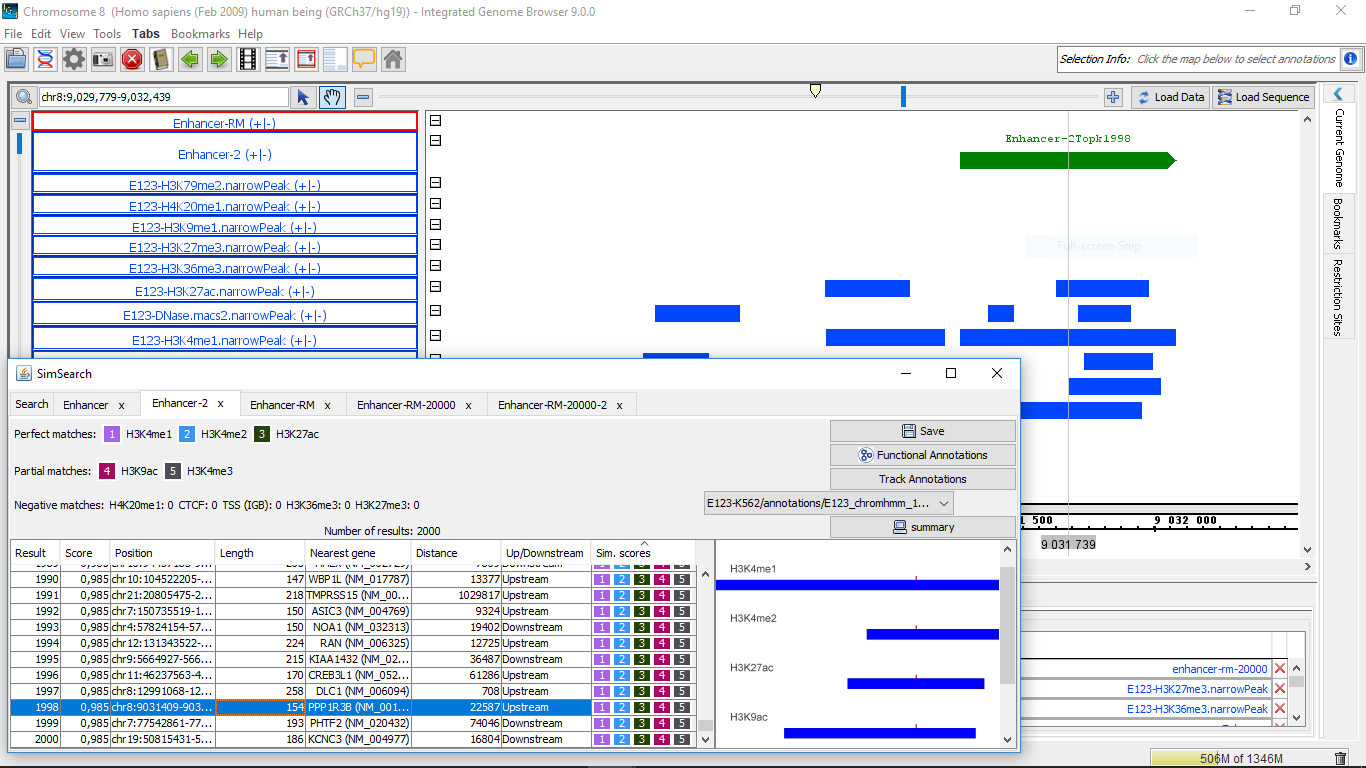 Chromosome 8 (Homo sapiens (Feb 2009) human being (GRCh37/hg19)) - Integrated Genome Browser 9.0.0
File Edit View Tools Tabs Bookmarks Help
Selection Info: Click the map below to select annotations
chr8:9,029,779-9,032,439
Load Data Load Sequence
Enhancer-RM (+|-)
Enhancer-2 (+|-)
E123-H3K79me2.narrowPeak (+|-)
E123-H4K20me1.narrowPeak (+|-)
E123-H3K9me1.narrowPeak (+|-)
E123-H3K27me3.narrowPeak (+|-)
E123-H3K36me3.narrowPeak (+|-)
E123-H3K27ac.narrowPeak (+|-)
E123-DNase.macs2.narrowPeak (+|-)
E123-H3K4me1.narrowPeak (+|-)
Enhancer-2Topk1998
Full-screen Snip
Current Genome
Bookmarks
Restriction Sites
SimSearch
Search Enhancer x Enhancer-2 x Enhancer-RM x Enhancer-RM-20000 x Enhancer-RM-20000-2 x
Perfect matches: 1 H3K4me1 2 H3K4me2 3 H3K27ac
Save
Functional Annotations
Partial matches: 4 H3K9ac 5 H3K4me3
Track Annotations
Negative matches: H4K20me1: 0 CTCF: 0 TSS (IGB): 0 H3K36me3: 0 H3K27me3: 0
E123-K562/annotations/E123_chromhmm_1...
summary
Number of results: 2000
Result Score Position Length Nearest gene Distance Up/Downstream Sim. scores
1990 0,985 chr10:104522205-... 147 WBP1L (NM_017787) 13377 Upstream 1 2 3 4 5
1991 0,985 chr21:20805475-2... 218 TMPRSS15 (NM_00... 1029817 Upstream 1 2 3 4 5
1992 0,985 chr7:150735519-1... 150 ASIC3 (NM_004769) 9324 Upstream 1 2 3 4 5
1993 0,985 chr4:57824154-57... 150 NOA1 (NM_032313) 19402 Downstream 1 2 3 4 5
1994 0,985 chr12:131343522-... 224 RAN (NM_006325) 12725 Upstream 1 2 3 4 5
1995 0,985 chr9:5664927-566... 215 KIAA1432 (NM_02... 36487 Downstream 1 2 3 4 5
1996 0,985 chr11:46237563-4... 170 CREB3L1 (NM_052... 61286 Upstream 1 2 3 4 5
1997 0,985 chr8:12991068-12... 258 DLC1 (NM_006094) 708 Upstream 1 2 3 4 5
1998 0,985 chr8:9031409-903... 154 PPP1R3B (NM_001... 22587 Upstream 1 2 3 4 5
1999 0,985 chr7:77542861-77... 193 PHTF2 (NM_020432) 74046 Downstream 1 2 3 4 5
2000 0,985 chr19:50815431-5... 186 KCNC3 (NM_004977) 16804 Downstream 1 2 3 4 5
H3K4me1
H3K4me2
H3K27ac
H3K9ac
1 500 9 032 000
9 031 739
enhancer-rm-20000
E123-H3K27me3.narrowPeak
E123-H3K36me3.narrowPeak
506M of 1346M